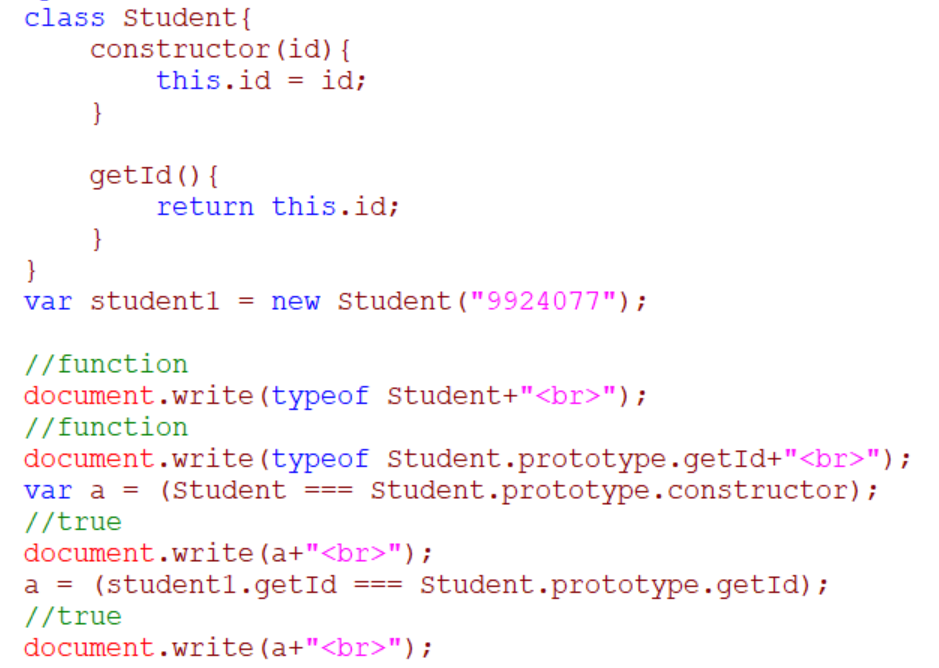 class Student{
    constructor(id){
        this.id = id;
    }

    getId(){
        return this.id;
    }
}
var student1 = new Student("9924077");

//function
document.write(typeof Student+"<br>");
//function
document.write(typeof Student.prototype.getId+"<br>");
var a = (Student === Student.prototype.constructor);
//true
document.write(a+"<br>");
a = (student1.getId === Student.prototype.getId);
//true
document.write(a+"<br>");